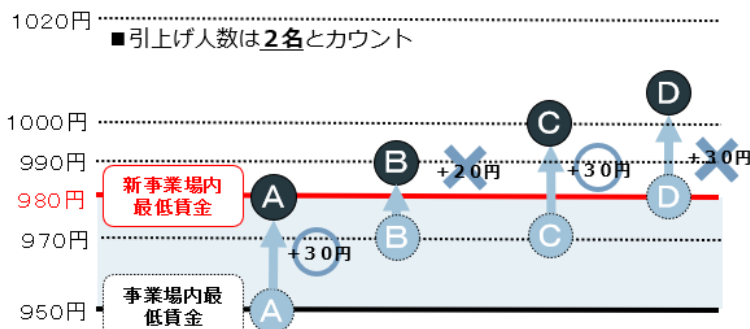 1020円
■引上げ人数は2名とカウント
D
1000円
C
990円
B
+20円
+30円
+30円
新事業場内
最低賃金
980円
A
D
970円
B
C
+30円
事業場内最
低賃金
950円
A